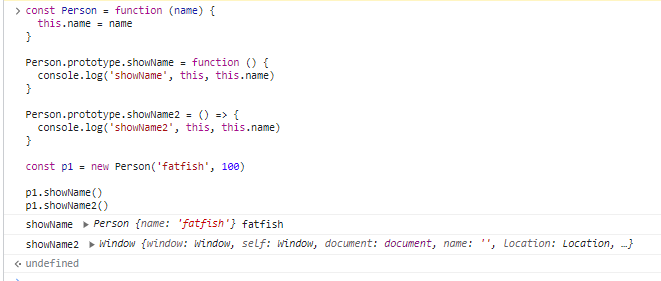 const Person = function (name) {
  this.name = name
}
Person.prototype.showName = function () {
  console.log('showName', this, this.name)
}
Person.prototype.showName2 = () => {
  console.log('showName2', this, this.name)
}
const p1 = new Person('fatfish', 100)
p1.showName()
p1.showName2()
showName ▶ Person {name: 'fatfish'} fatfish
showName2 ▶ Window {window: Window, self: Window, document: document, name: '', location: Location, …}
undefined